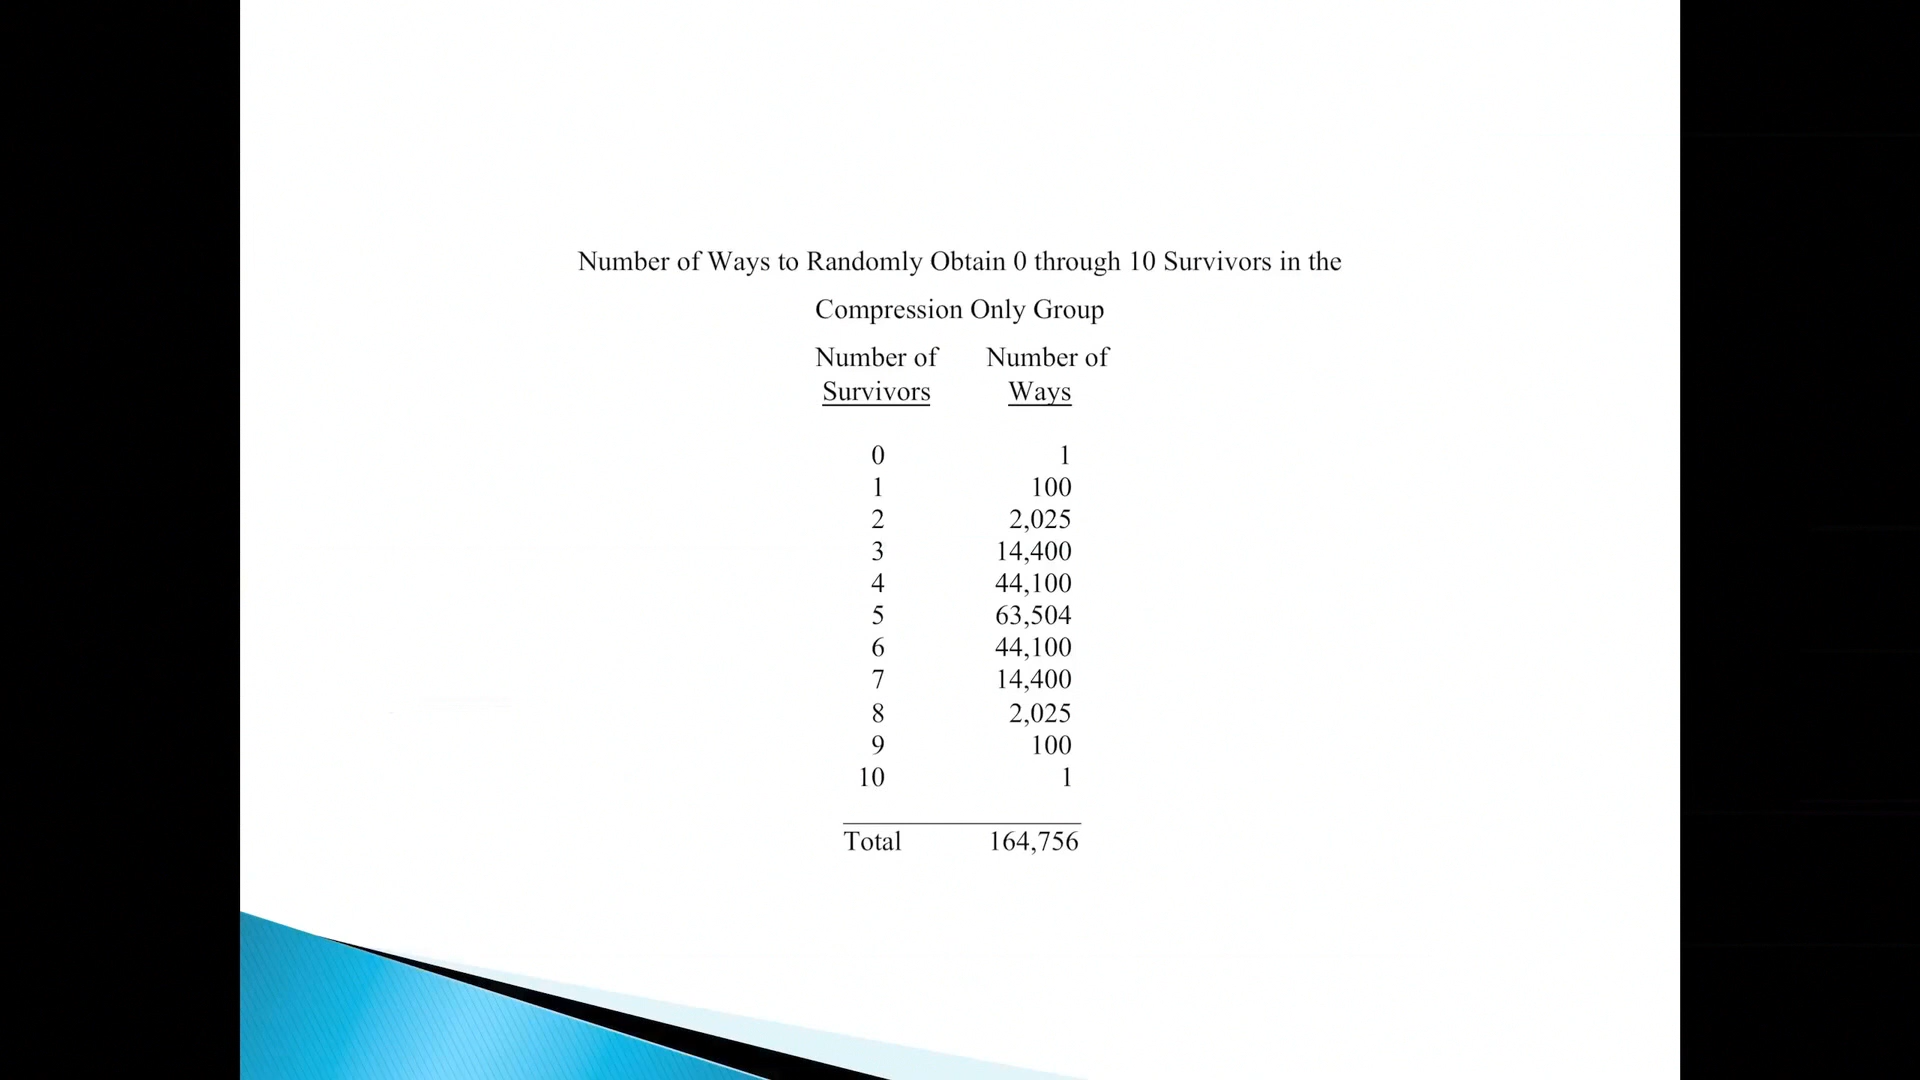 Number of Ways to Randomly Obtain 0 through 10 Survivors in the
Compression Only Group
Number of Number of
Survivors Ways
0 1
1 100
2 2,025
3 14,400
4 44,100
5 63,504
6 44,100
7 14,400
8 2,025
9 100
10 1
Total 164,756